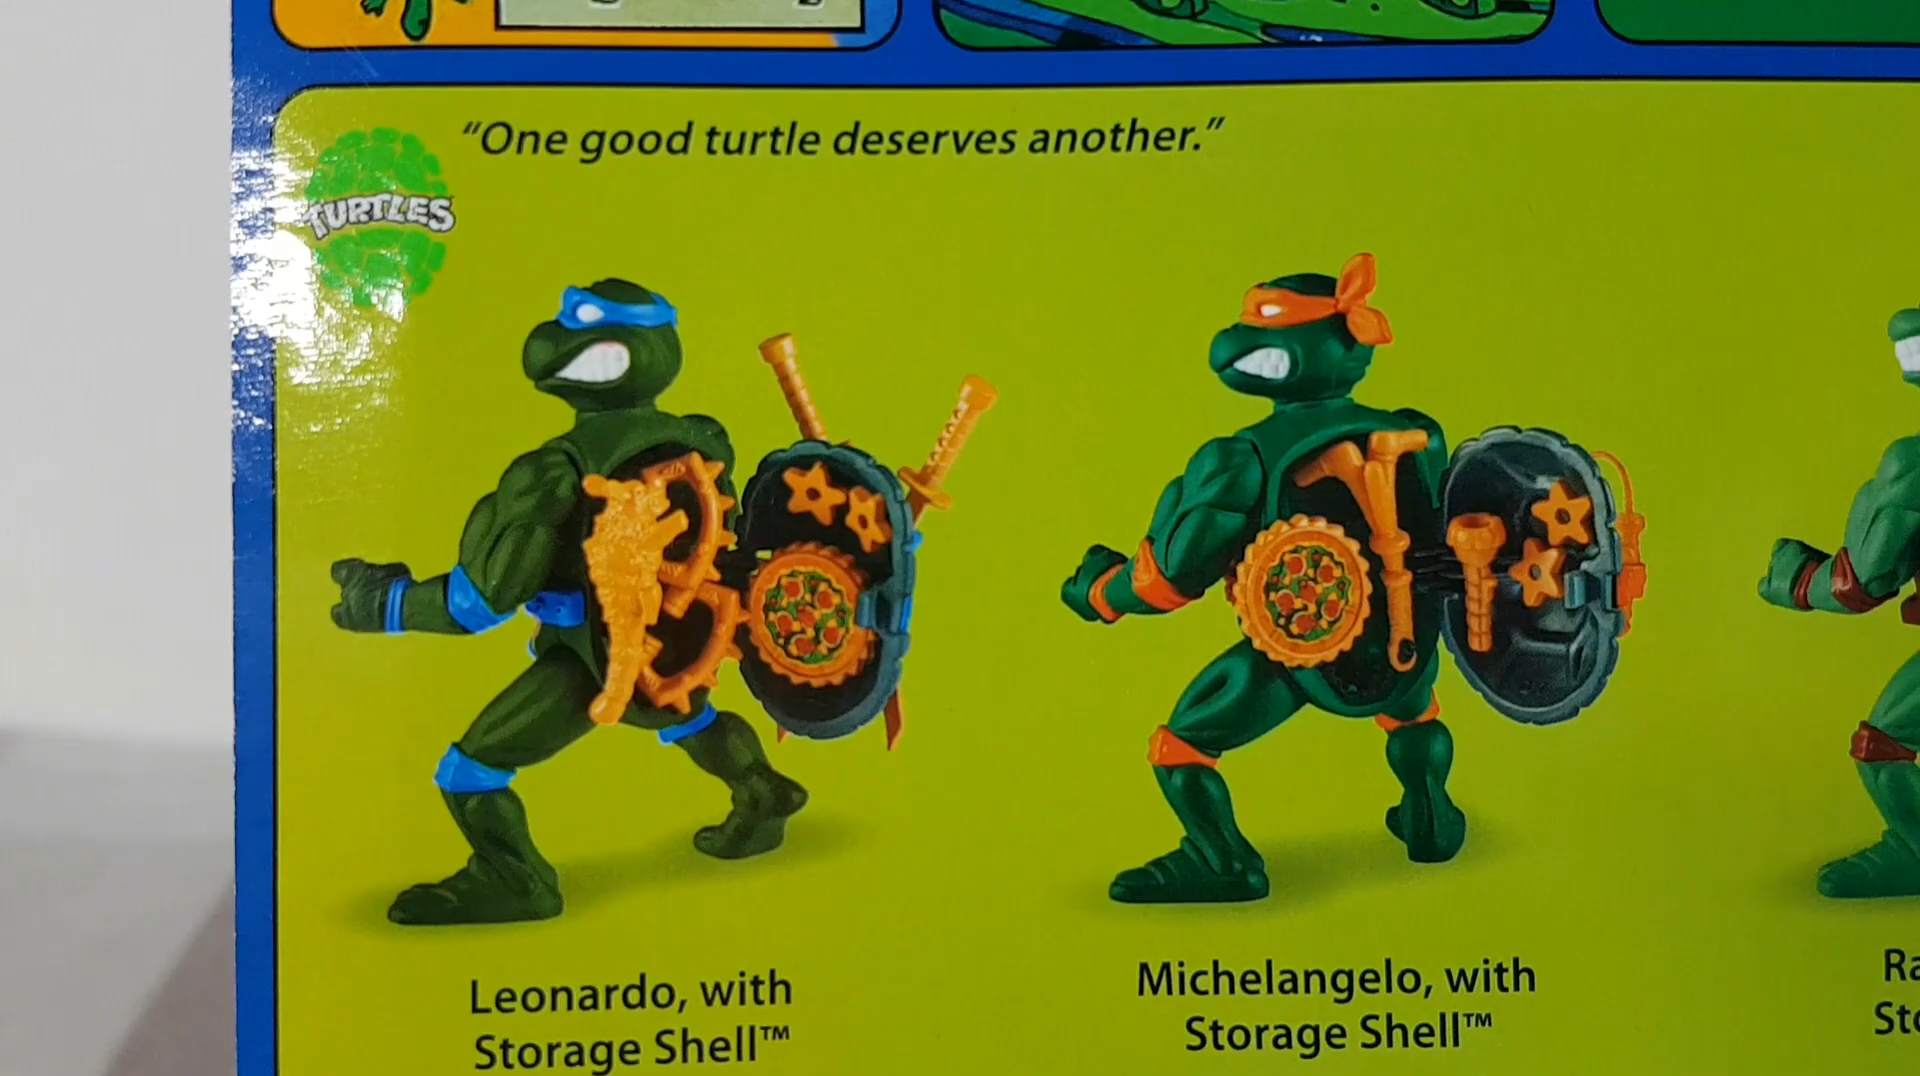 "One good turtle deserves another."
TURTLES
Leonardo, with
Storage Shell™
Michelangelo, with
Storage Shell™